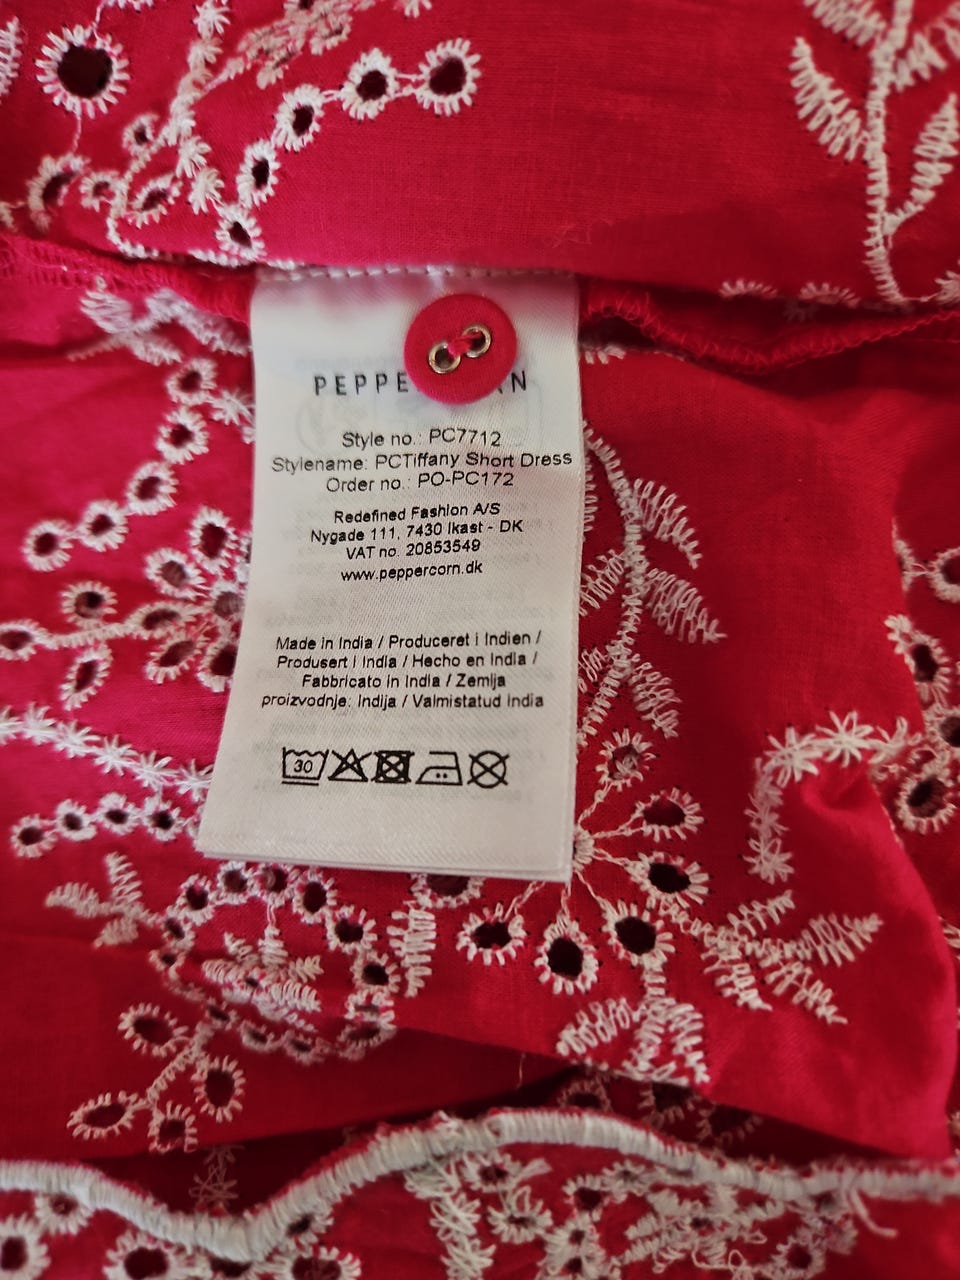 Style no.: PC7712
Stylename: PCTiffany Short Dress
Order no.: PO-PC172
Redefined Fashion A/S
Nygade 111, 7430 Ikast - DK
VAT no. 20853549
www.peppercorn.dk
Made in India / Produceret i Indien /
Produsert i India / Hecho en India /
Fabbricato in India / Zemlja
proizvodnje: Indija / Valmistatud India
30